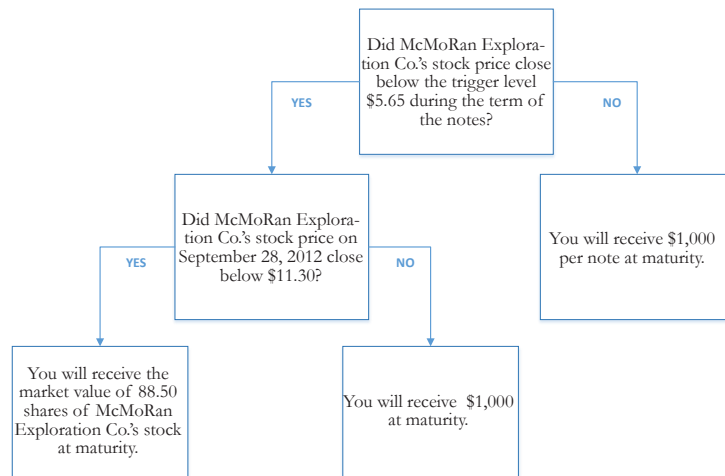 Did McMoRan Explora-
tion Co.'s stock price close
below the trigger level
$5.65 during the term of
the notes?
YES
NO
Did McMoRan Explora-
tion Co.'s stock price on
September 28, 2012 close
below $11.30?
You will receive $1,000
per note at maturity.
YES
NO
You will receive the
market value of 88.50
shares of McMoRan
Exploration Co.'s stock
at maturity.
You will receive $1,000
at maturity.